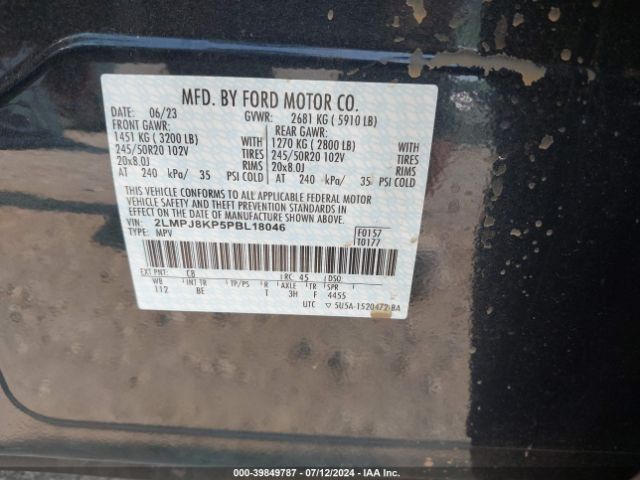 MFD. BY FORD MOTOR CO.
DATE: 06/23 GVWR: 2681 KG ( 5910 LB)
FRONT GAWR: REAR GAWR:
1451 KG ( 3200 LB) WITH 1270 KG ( 2800 LB) WITH
245/50R20 102V TIRES 245/50R20 102V TIRES
20x8.0J RIMS 20x8.0J RIMS
AT 240 kPa/ 35 PSI COLD AT 240 kPa/ 35 PSI COLD
THIS VEHICLE CONFORMS TO ALL APPLICABLE FEDERAL MOTOR
VEHICLE SAFETY AND THEFT PREVENTION STANDARDS IN
EFFECT ON THE DATE OF MANUFACTURE SHOWN ABOVE.
VIN: 2LMPJ8KP5PBL18046 F0157
TYPE: MPV T0177
EXT PNT: CB RC: 45 DSO:
WB INT TR TP/PS R AXLE TR SPR
112 BE T 3H F 4455
UTC ▽ 5U5A-1520472-BA
000-39849787 - 07/12/2024 - IAA Inc.